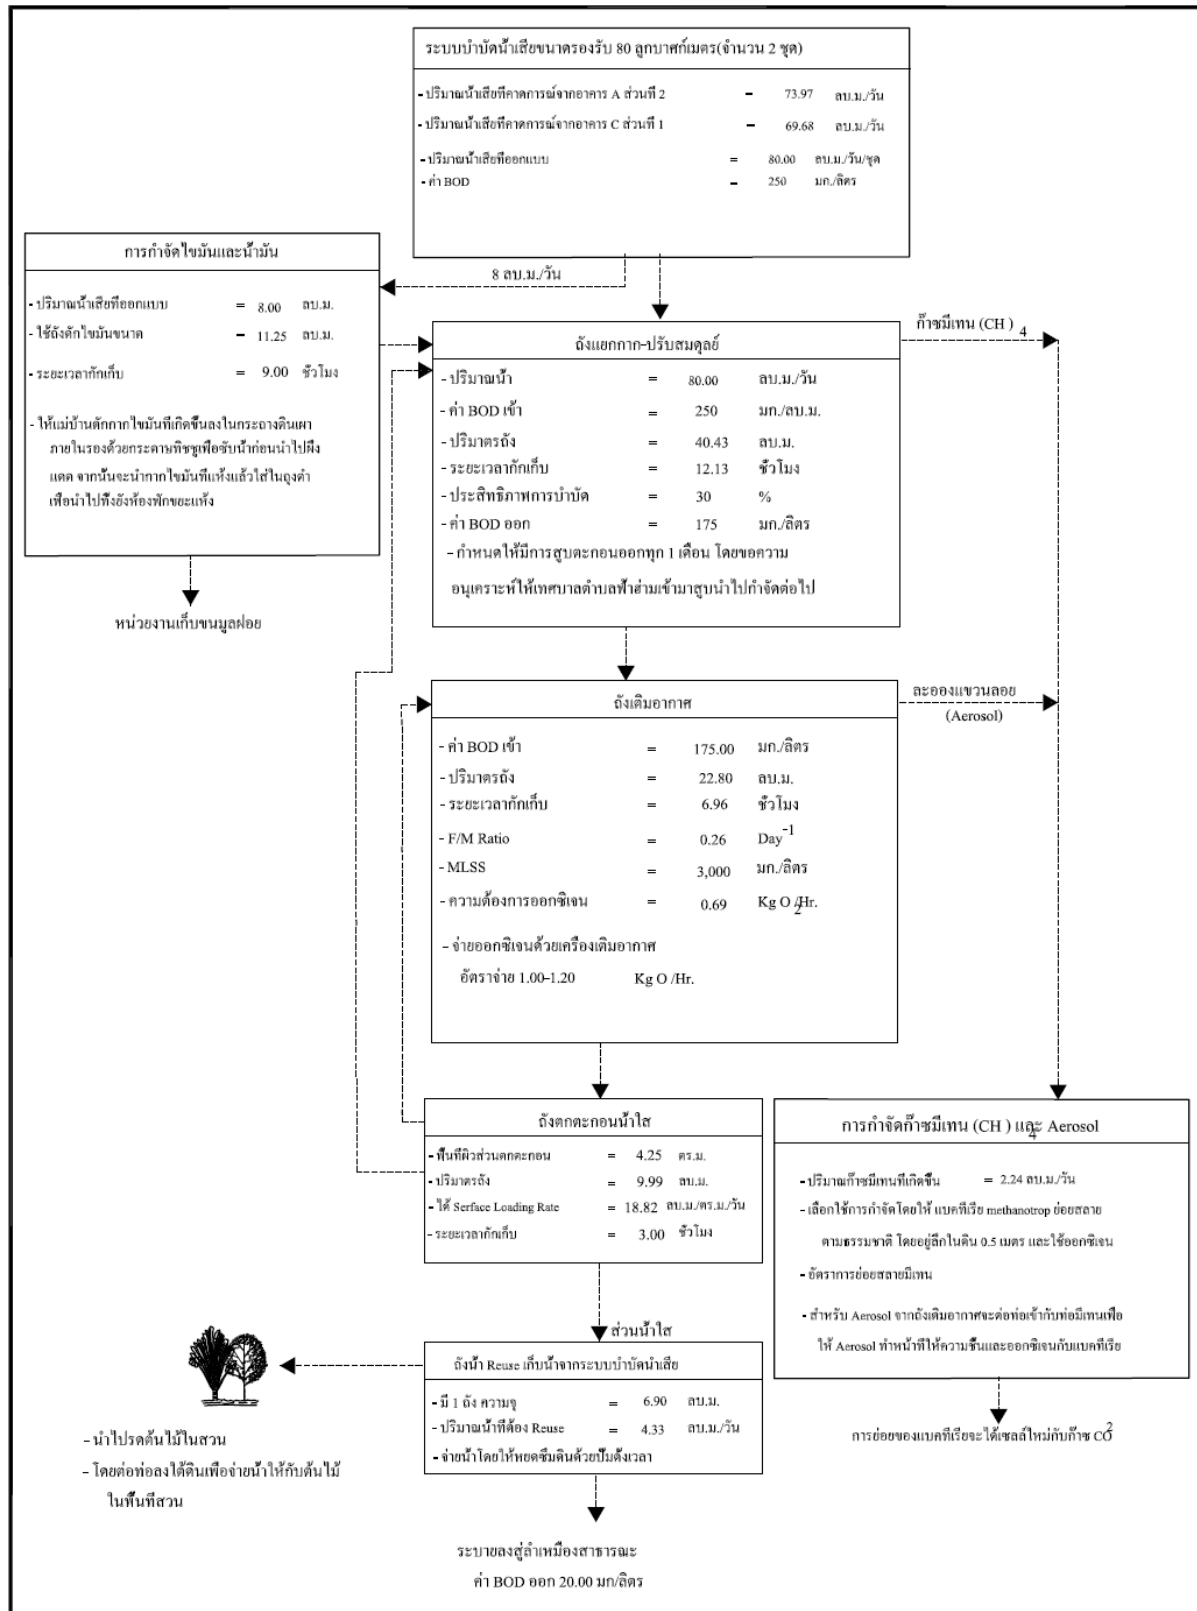 ระบบบำบัดน้ำเสียขนาดรองรับ 80 ลูกบาศก์เมตร(จำนวน 2 ชุด)
- ปริมาณน้ำเสียที่คาดการณ์จากอาคาร A ส่วนที่ 2 = 73.97 ลบ.ม./วัน
- ปริมาณน้ำเสียที่คาดการณ์จากอาคาร C ส่วนที่ 1 = 69.68 ลบ.ม./วัน
- ปริมาณน้ำเสียที่ออกแบบ = 80.00 ลบ.ม./วัน/ชุด
- ค่า BOD = 250 มก./ลิตร
8 ลบ.ม./วัน
การกำจัดไขมันและน้ำมัน
- ปริมาณน้ำเสียที่ออกแบบ = 8.00 ลบ.ม.
- ใช้ถังดักไขมันขนาด = 11.25 ลบ.ม.
- ระยะเวลากักเก็บ = 9.00 ชั่วโมง
- ให้แม่บ้านตักกากไขมันที่เกิดขึ้นลงในกระถางดินเผา
ภายในรองด้วยกระดาษทิชชูเพื่อซับน้ำก่อนนำไปผึ่ง
แดด จากนั้นจะนำกากไขมันที่แห้งแล้วใส่ในถุงดำ
เพื่อนำไปทิ้งยังห้องพักขยะแห้ง
หน่วยงานเก็บขนมูลฝอย
ถังแยกกาก-ปรับสมดุลย์
- ปริมาณน้ำ = 80.00 ลบ.ม./วัน
- ค่า BOD เข้า = 250 มก./ลบ.ม.
- ปริมาตรถัง = 40.43 ลบ.ม.
- ระยะเวลากักเก็บ = 12.13 ชั่วโมง
- ประสิทธิภาพการบำบัด = 30 %
- ค่า BOD ออก = 175 มก./ลิตร
- กำหนดให้มีการสูบตะกอนออกทุก 1 เดือน โดยขอความ
อนุเคราะห์ให้เทศบาลตำบลฟ้าฮ่ามเข้ามาสูบนำไปกำจัดต่อไป
ก๊าซมีเทน (CH4)
ถังเติมอากาศ
- ค่า BOD เข้า = 175.00 มก./ลิตร
- ปริมาตรถัง = 22.80 ลบ.ม.
- ระยะเวลากักเก็บ = 6.96 ชั่วโมง
- F/M Ratio = 0.26 Day-1
- MLSS = 3,000 มก./ลิตร
- ความต้องการออกซิเจน = 0.69 Kg O2/Hr.
- จ่ายออกซิเจนด้วยเครื่องเติมอากาศ
อัตราจ่าย 1.00-1.20 Kg O /Hr.
ละอองแขวนลอย
(Aerosol)
ถังตกตะกอนน้ำใส
- พื้นที่ผิวส่วนตกตะกอน = 4.25 ตร.ม.
- ปริมาตรถัง = 9.99 ลบ.ม.
- ได้ Serface Loading Rate = 18.82 ลบ.ม./ตร.ม./วัน
- ระยะเวลากักเก็บ = 3.00 ชั่วโมง
การกำจัดก๊าซมีเทน (CH4) และ Aerosol
- ปริมาณก๊าซมีเทนที่เกิดขึ้น = 2.24 ลบ.ม./วัน
- เลือกใช้การกำจัดโดยให้ แบคทีเรีย methanotrop ย่อยสลาย
ตามธรรมชาติ โดยอยู่ลึกในดิน 0.5 เมตร และใช้ออกซิเจน
- อัตราการย่อยสลายมีเทน
- สำหรับ Aerosol จากถังเติมอากาศจะต่อท่อเข้ากับท่อมีเทนเพื่อ
ให้ Aerosol ทำหน้าที่ให้ความชื้นและออกซิเจนกับแบคทีเรีย
การย่อยของแบคทีเรียจะได้เซลล์ใหม่กับก๊าซ CO2
ส่วนน้ำใส
ถังน้ำ Reuse เก็บน้ำจากระบบบำบัดน้ำเสีย
- มี 1 ถัง ความจุ = 6.90 ลบ.ม.
- ปริมาณน้ำที่ต้อง Reuse = 4.33 ลบ.ม./วัน
- จ่ายน้ำโดยให้หยดซึมดินด้วยปั๊มตั้งเวลา
- นำไปรดต้นไม้ในสวน
- โดยต่อท่อลงใต้ดินเพื่อจ่ายน้ำให้กับต้นไม้
ในพื้นที่สวน
ระบายลงสู่ลำเหมืองสาธารณะ
ค่า BOD ออก 20.00 มก/ลิตร